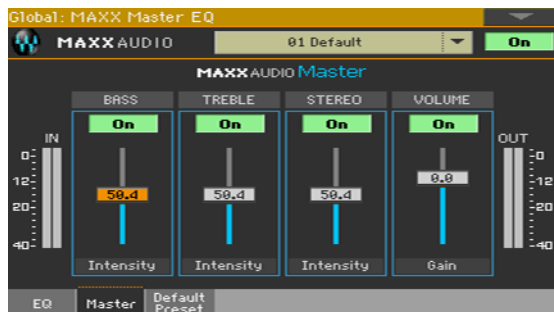 Global: MAXX Master EQ
MAXXAUDIO 01 Default On
MAXXAUDIO Master
BASS TREBLE STEREO VOLUME
On On On On
IN OUT
0 0
12 0.0 12
50.4 50.4 50.4
20 20
40 40
Intensity Intensity Intensity Gain
EQ Master Default Preset